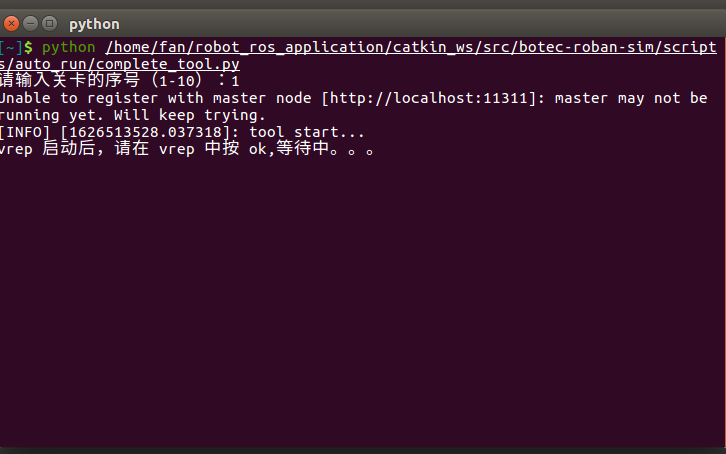 python
[~]$ python /home/fan/robot_ros_application/catkin_ws/src/botec-roban-sim/script
s/auto_run/complete_tool.py
请输入关卡的序号（1-10）：1
Unable to register with master node [http://localhost:11311]: master may not be
running yet. Will keep trying.
[INFO] [1626513528.037318]: tool start...
vrep 启动后，请在 vrep 中按 ok,等待中。。。